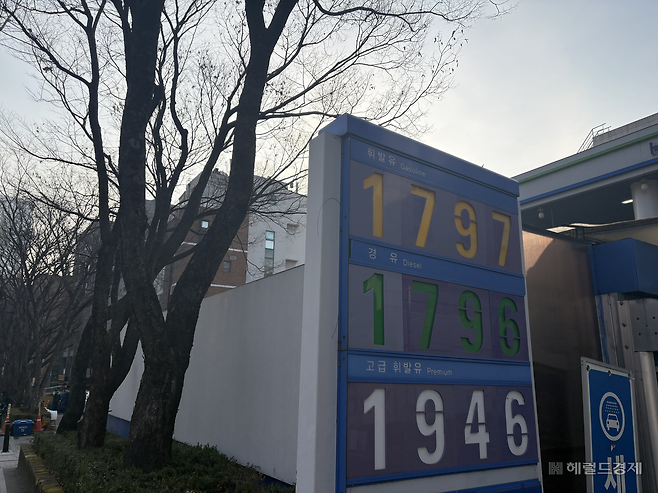 휘발유 Gasoline
1797
경유 Diesel
1796
고급 휘발유 Premium
1946
체
헤럴드경제